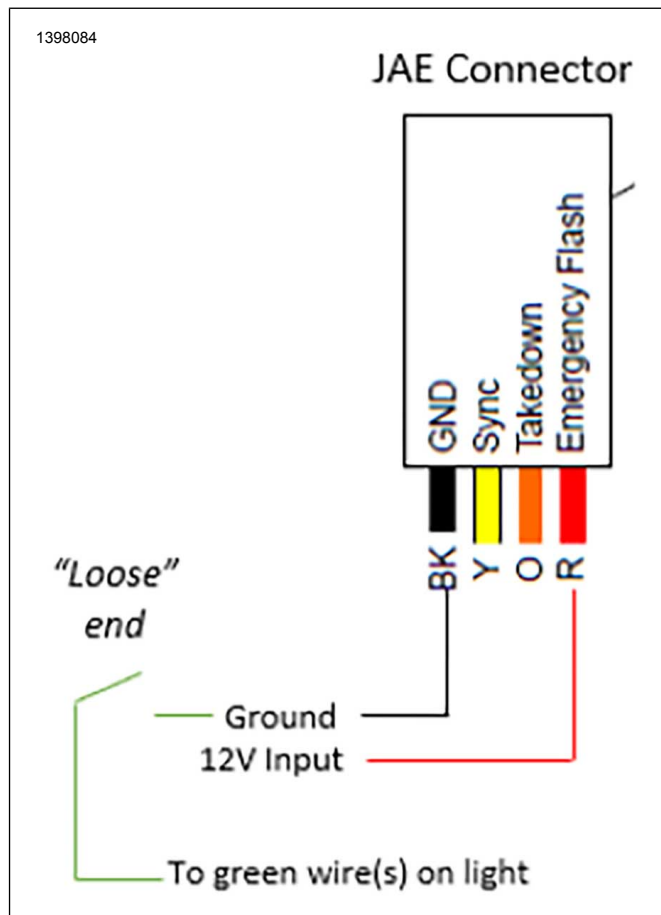 1398084
JAE Connector
GND
Sync
Takedown
Emergency Flash
BK
Y
O
R
“Loose”
end
Ground
12V Input
To green wire(s) on light